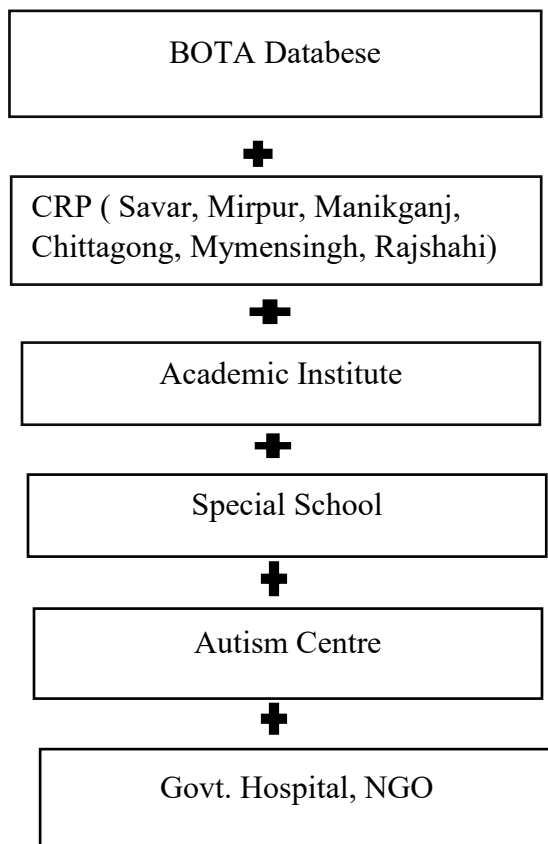 BOTA Databese
CRP ( Savar, Mirpur, Manikganj,
Chittagong, Mymensingh, Rajshahi)
Academic Institute
Special School
Autism Centre
Govt. Hospital, NGO